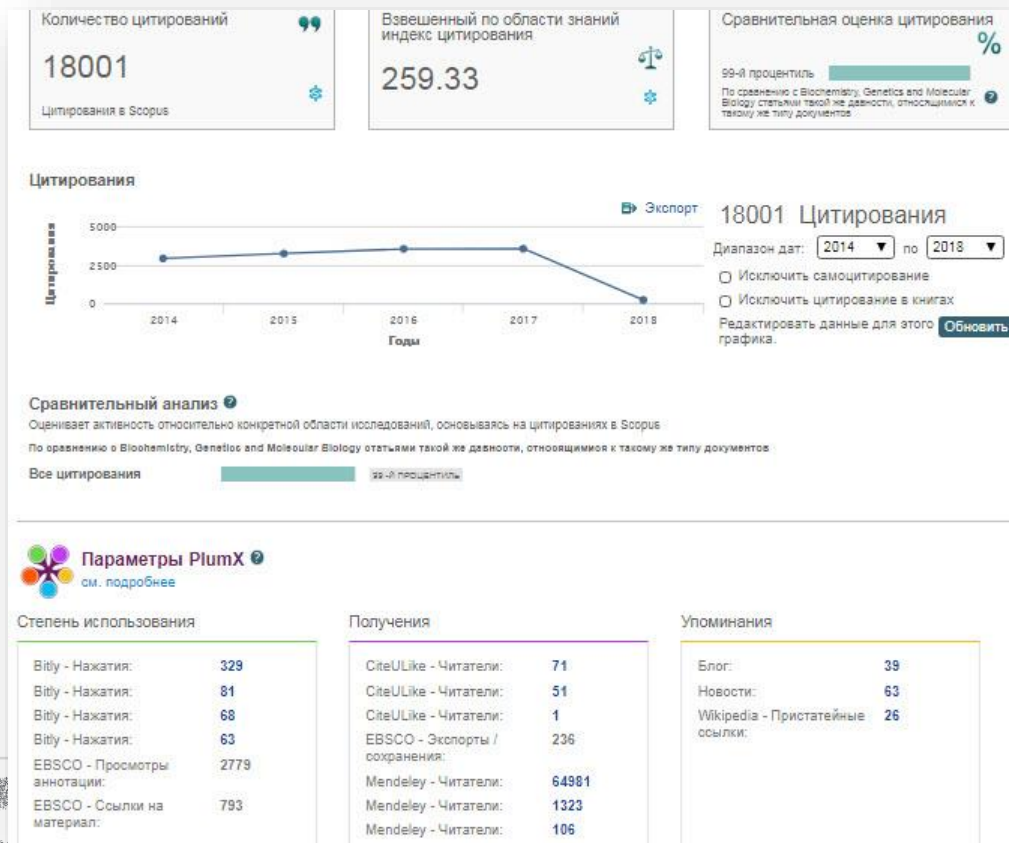 Количество цитирований
18001
Цитирования в Scopus
Взвешенный по области знаний
индекс цитирования
259.33
Сравнительная оценка цитирования
%
99-й процентиль
По сравнению с Biochemistry, Genetics and Molecular
Biology статьями такой же давности, относящимися к
такому же типу документов
Цитирования
Экспорт
Цитирования
5000
2500
0
2014
2015
2016
2017
2018
Годы
18001 Цитирования
Диапазон дат: 2014 по 2018
Исключить самоцитирование
Исключить цитирование в книгах
Редактировать данные для этого Обновить
графика.
Сравнительный анализ
Оценивает активность относительно конкретной области исследований, основываясь на цитированиях в Scopus
По сравнению с Biochemistry, Genetics and Molecular Biology статьями такой же давности, относящимися к такому же типу документов
Все цитирования
99-Й ПРОЦЕНТИЛЬ
Параметры PlumX
см. подробнее
Степень использования
Bitly - Нажатия: 329
Bitly - Нажатия: 81
Bitly - Нажатия: 68
Bitly - Нажатия: 63
EBSCO - Просмотры 2779
аннотации:
EBSCO - Ссылки на 793
материал:
Получения
CiteULike - Читатели: 71
CiteULike - Читатели: 51
CiteULike - Читатели: 1
EBSCO - Экспорты / 236
сохранения:
Mendeley - Читатели: 64981
Mendeley - Читатели: 1323
Mendeley - Читатели: 106
Упоминания
Блог: 39
Новости: 63
Wikipedia - Пристатейные 26
ссылки: